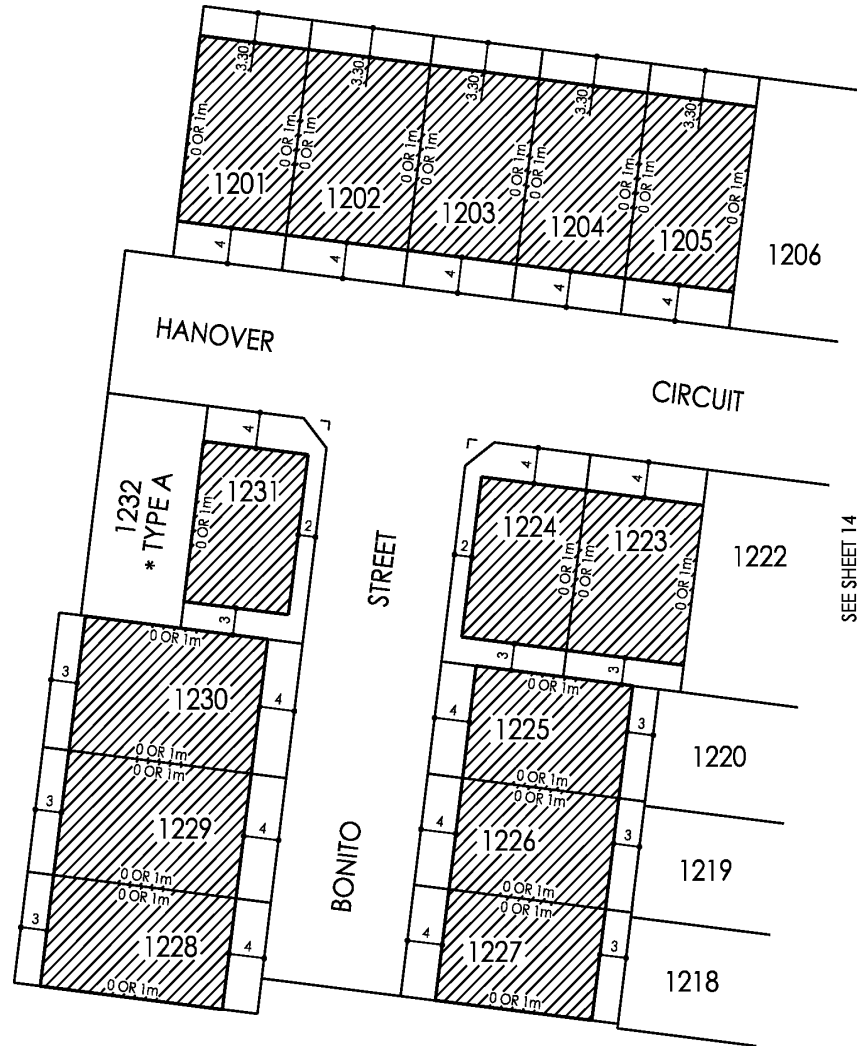 3.30
3.30
3.30
3.30
3.30
0 OR 1m
0 OR 1m
0 OR 1m
0 OR 1m
0 OR 1m
0 OR 1m
0 OR 1m
0 OR 1m
0 OR 1m
0 OR 1m
1201
1202
1203
1204
1205
1206
4
4
4
4
4
HANOVER
CIRCUIT
1232
* TYPE A
4
0 OR 1m
1231
2
3
STREET
4
4
2
1224
1223
0 OR 1m
0 OR 1m
0 OR 1m
3
3
1222
SEE SHEET 14
0 OR 1m
3
1230
4
0 OR 1m
0 OR 1m
3
1229
4
0 OR 1m
0 OR 1m
3
1228
4
0 OR 1m
BONITO
0 OR 1m
4
1225
3
0 OR 1m
0 OR 1m
4
1226
3
0 OR 1m
0 OR 1m
4
1227
3
0 OR 1m
1220
1219
1218